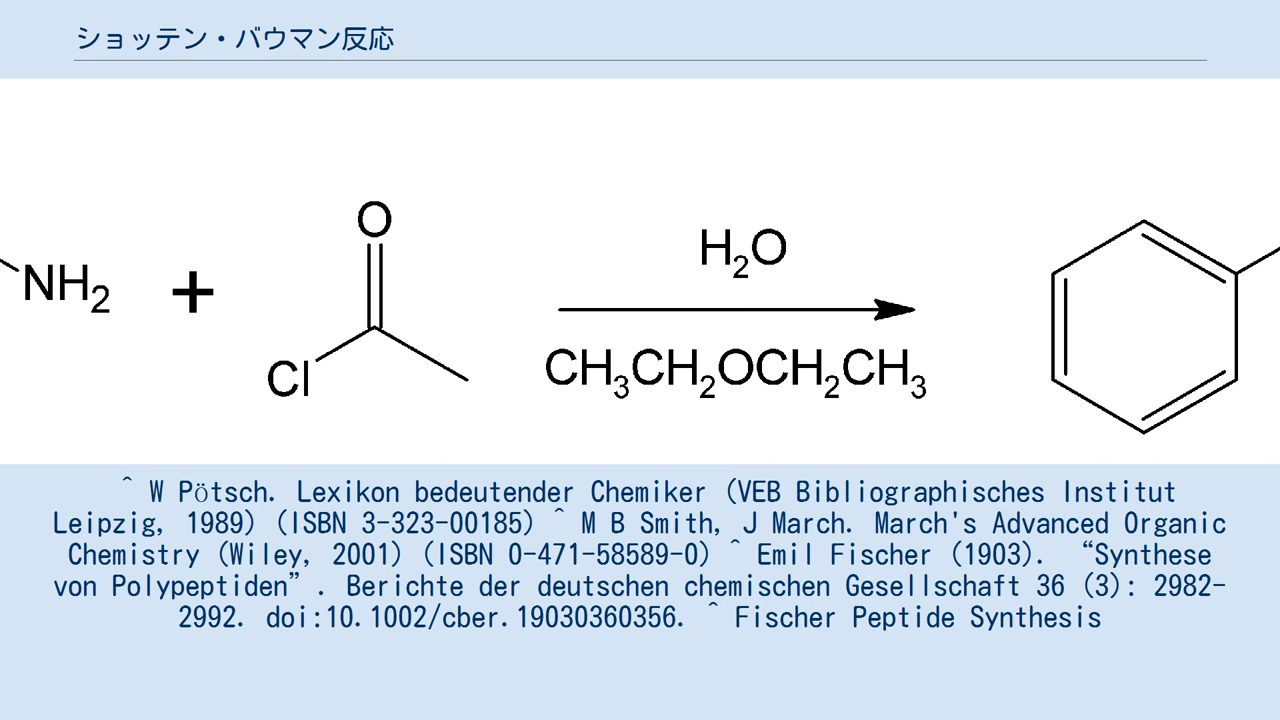 ショッテン・バウマン反応
O
H2O
NH2 +
Cl
CH3CH2OCH2CH3
^ W Pötsch. Lexikon bedeutender Chemiker (VEB Bibliographisches Institut
Leipzig, 1989) (ISBN 3-323-00185) ^ M B Smith, J March. March's Advanced Organic
Chemistry (Wiley, 2001) (ISBN 0-471-58589-0) ^ Emil Fischer (1903). “Synthese
von Polypeptiden”. Berichte der deutschen chemischen Gesellschaft 36 (3): 2982-
2992. doi:10.1002/cber.19030360356. ^ Fischer Peptide Synthesis